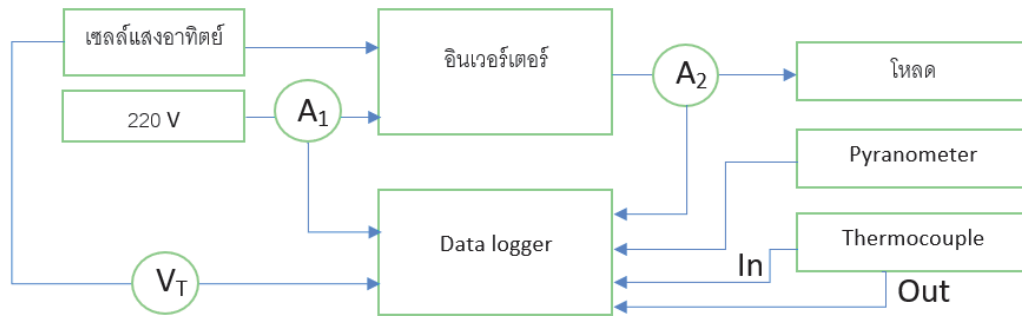 เซลล์แสงอาทิตย์
อินเวอร์เตอร์
A2
โหลด
220 V
A1
Pyranometer
Data logger
Thermocouple
In
Out
VT